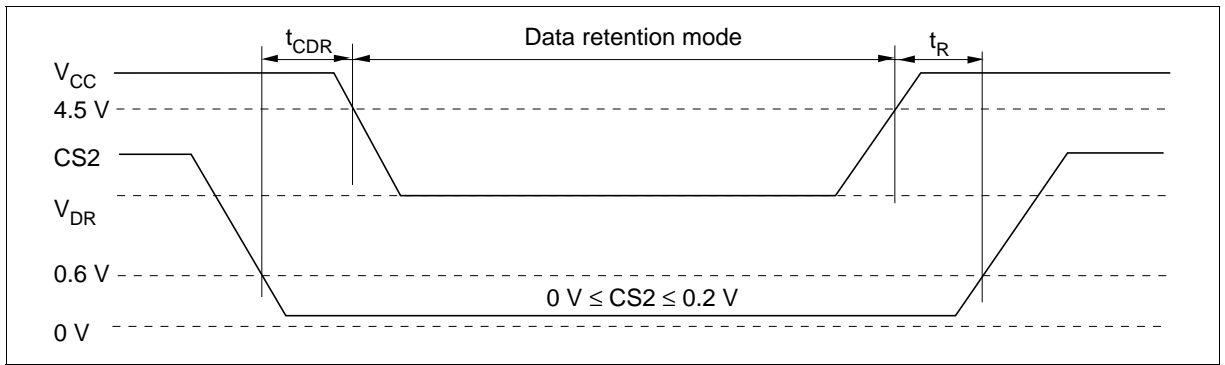 tCDR
Data retention mode
tR
VCC
4.5 V
CS2
VDR
0.6 V
0 V ≤ CS2 ≤ 0.2 V
0 V